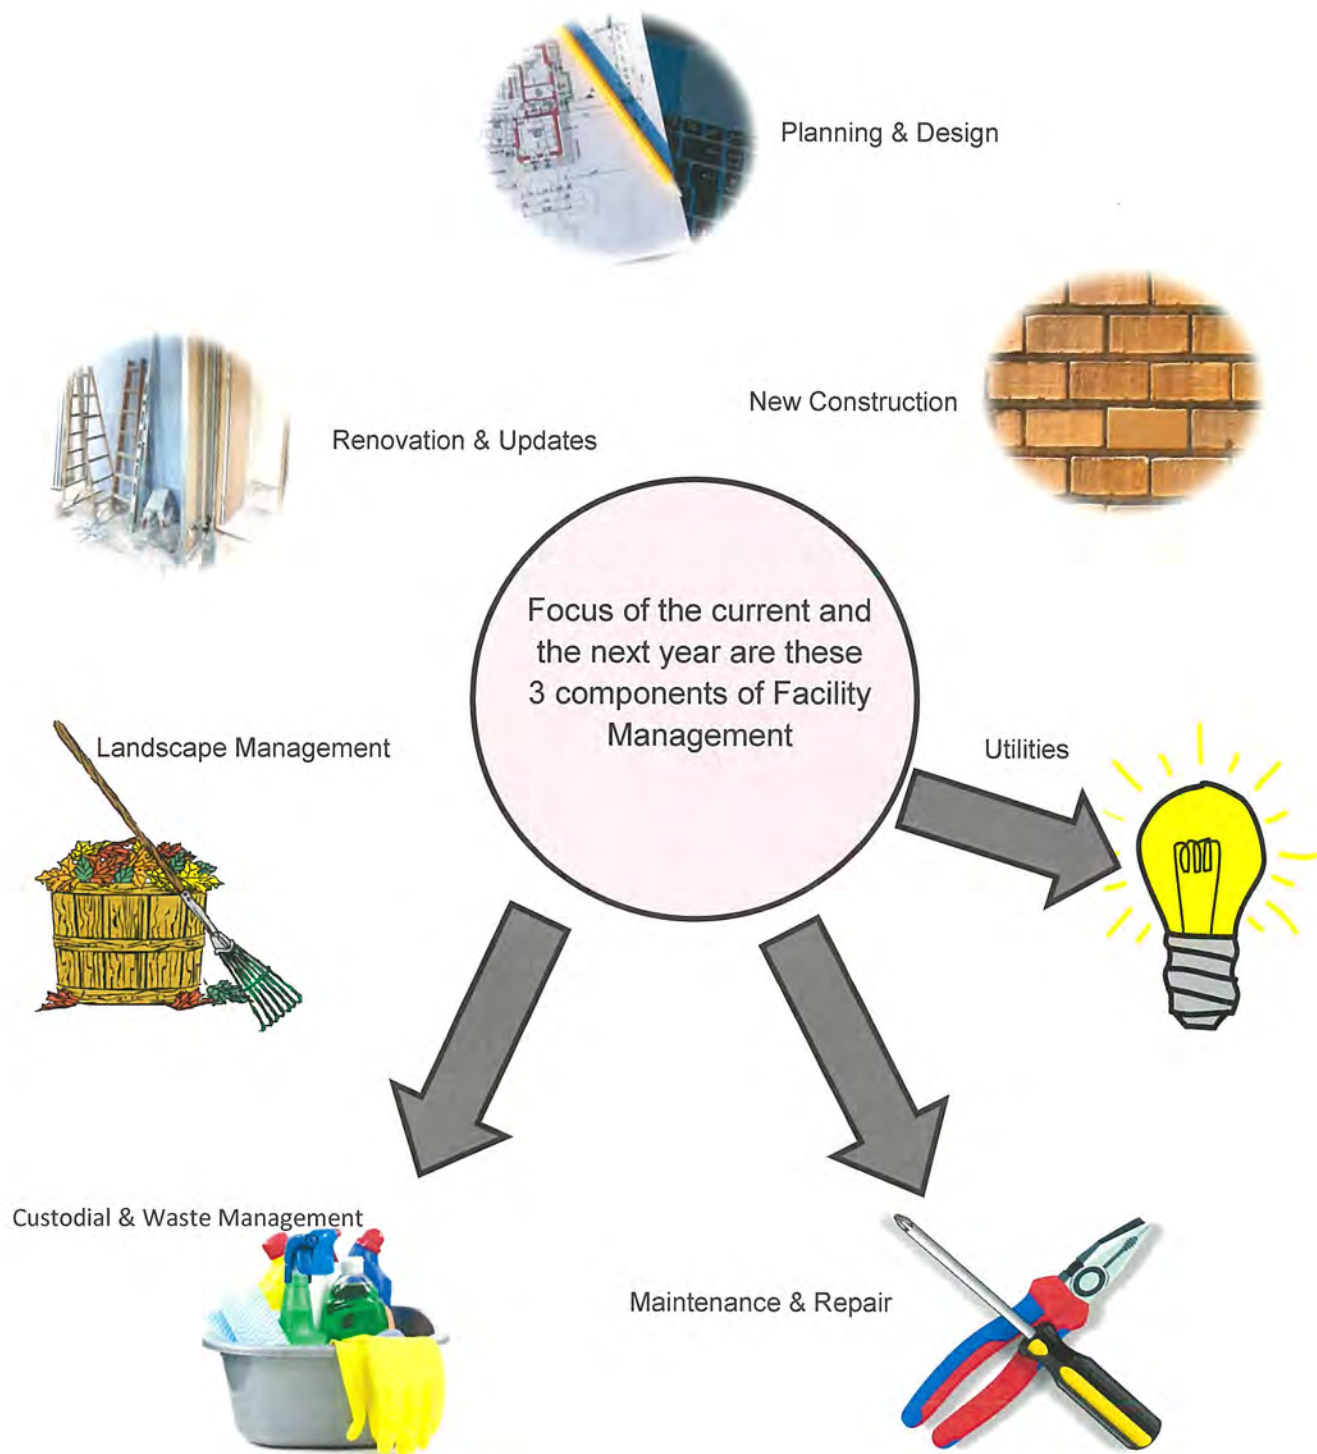 Planning & Design
New Construction
Renovation & Updates
Focus of the current and
the next year are these
3 components of Facility
Management
Landscape Management
Utilities
Custodial & Waste Management
Maintenance & Repair